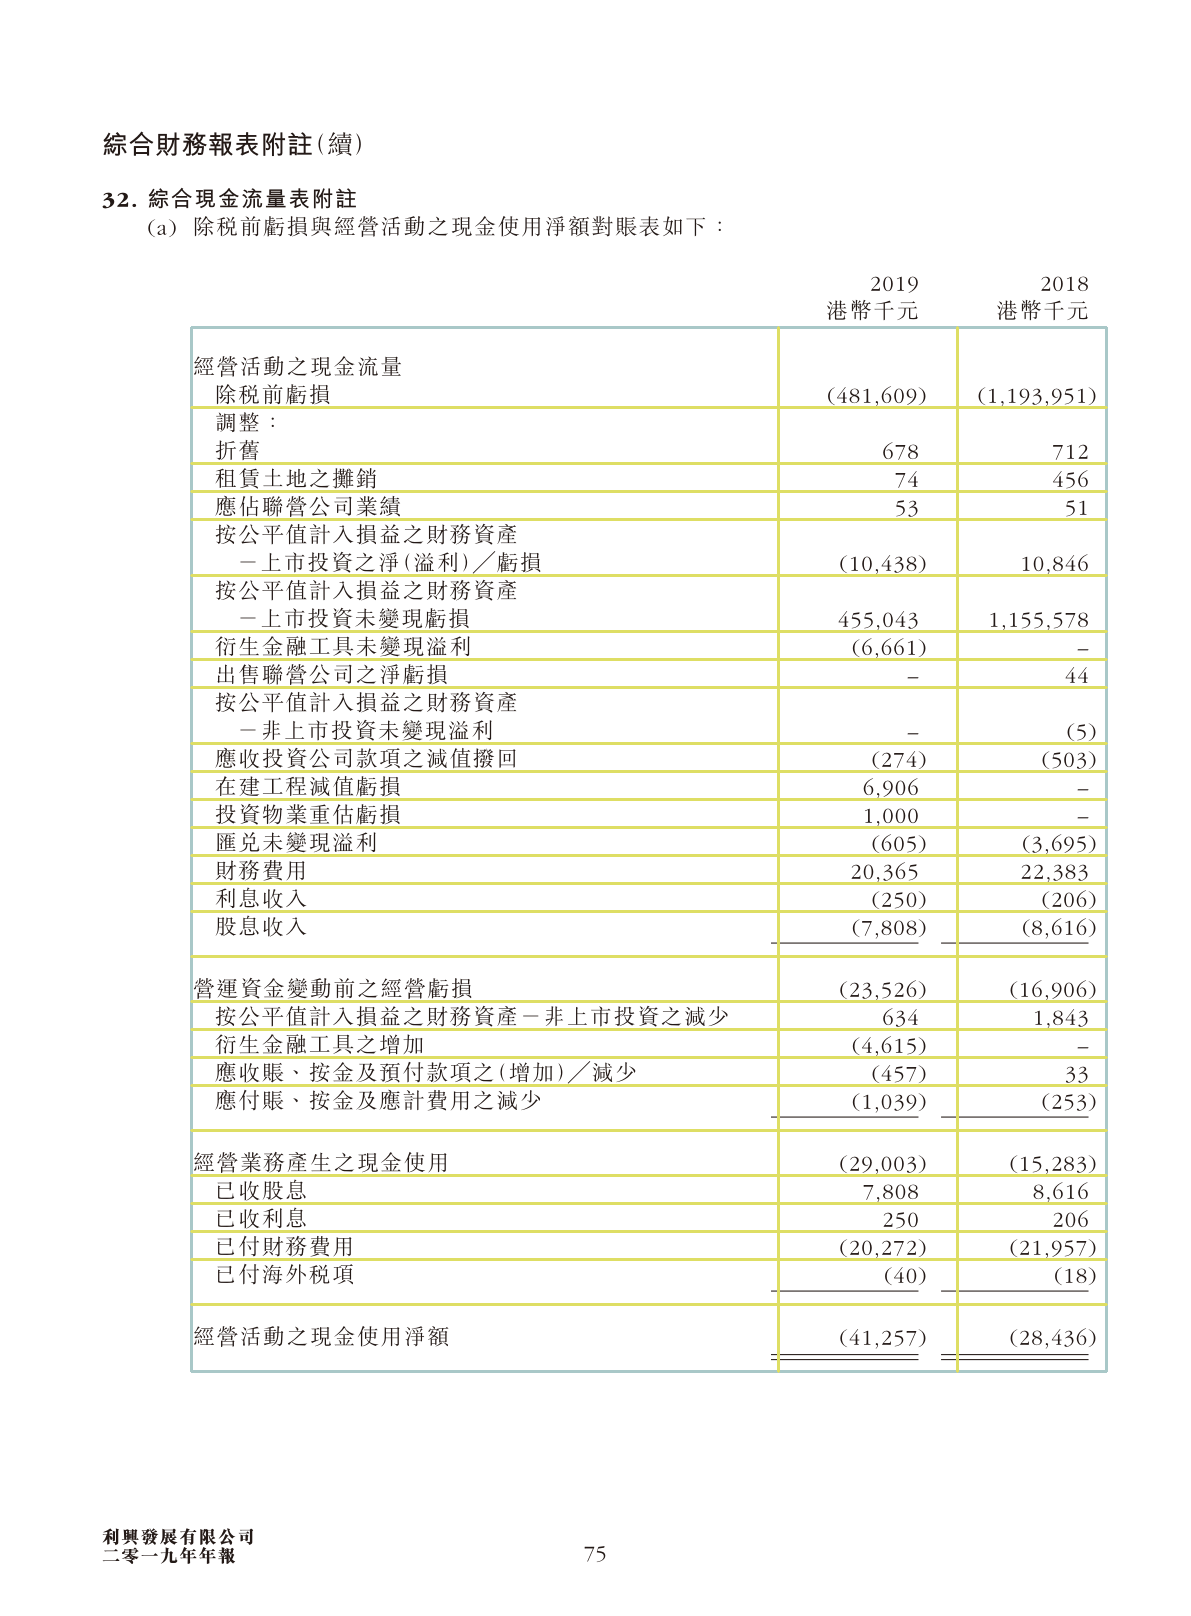 綜合財務報表附註(續)
32. 綜合現金流量表附註
(a) 除税前虧損與經營活動之現金使用淨額對賬表如下：
2019 2018
港幣千元 港幣千元
經營活動之現金流量
除税前虧損 (481,609) (1,193,951)
調整：
折舊 678 712
租賃土地之攤銷 74 456
應佔聯營公司業績 53 51
按公平值計入損益之財務資產
－上市投資之淨(溢利)／虧損 (10,438) 10,846
按公平值計入損益之財務資產
－上市投資未變現虧損 455,043 1,155,578
衍生金融工具未變現溢利 (6,661) –
出售聯營公司之淨虧損 – 44
按公平值計入損益之財務資產
－非上市投資未變現溢利 – (5)
應收投資公司款項之減值撥回 (274) (503)
在建工程減值虧損 6,906 –
投資物業重估虧損 1,000 –
匯兑未變現溢利 (605) (3,695)
財務費用 20,365 22,383
利息收入 (250) (206)
股息收入 (7,808) (8,616)
營運資金變動前之經營虧損 (23,526) (16,906)
按公平值計入損益之財務資產－非上市投資之減少 634 1,843
衍生金融工具之增加 (4,615) –
應收賬、按金及預付款項之(增加)／減少 (457) 33
應付賬、按金及應計費用之減少 (1,039) (253)
經營業務產生之現金使用 (29,003) (15,283)
已收股息 7,808 8,616
已收利息 250 206
已付財務費用 (20,272) (21,957)
已付海外税項 (40) (18)
經營活動之現金使用淨額 (41,257) (28,436)
利興發展有限公司
二零一九年年報 75